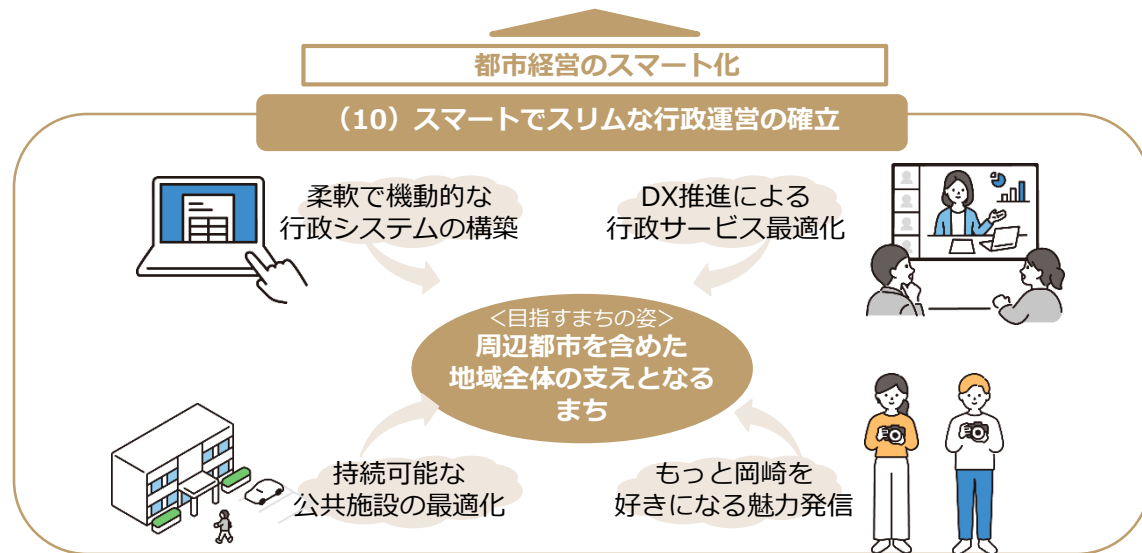 都市経営のスマート化
（10）スマートでスリムな行政運営の確立
柔軟で機動的な
行政システムの構築
DX推進による
行政サービス最適化
＜目指すまちの姿＞
周辺都市を含めた
地域全体の支えとなる
まち
持続可能な
公共施設の最適化
もっと岡崎を
好きになる魅力発信